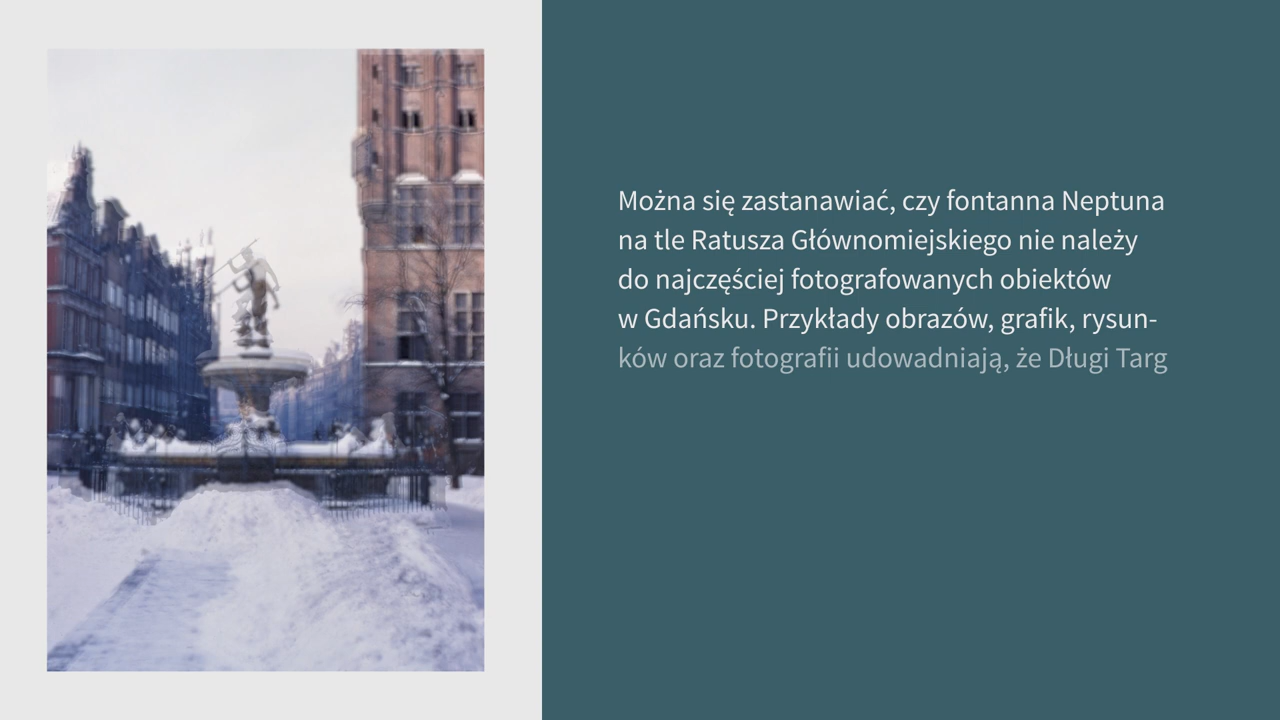 Można się zastanawiać, czy fontanna Neptuna
na tle Ratusza Głównomiejskiego nie należy
do najczęściej fotografowanych obiektów
w Gdańsku. Przykłady obrazów, grafik, rysun-
ków oraz fotografii udowadniają, że Długi Targ